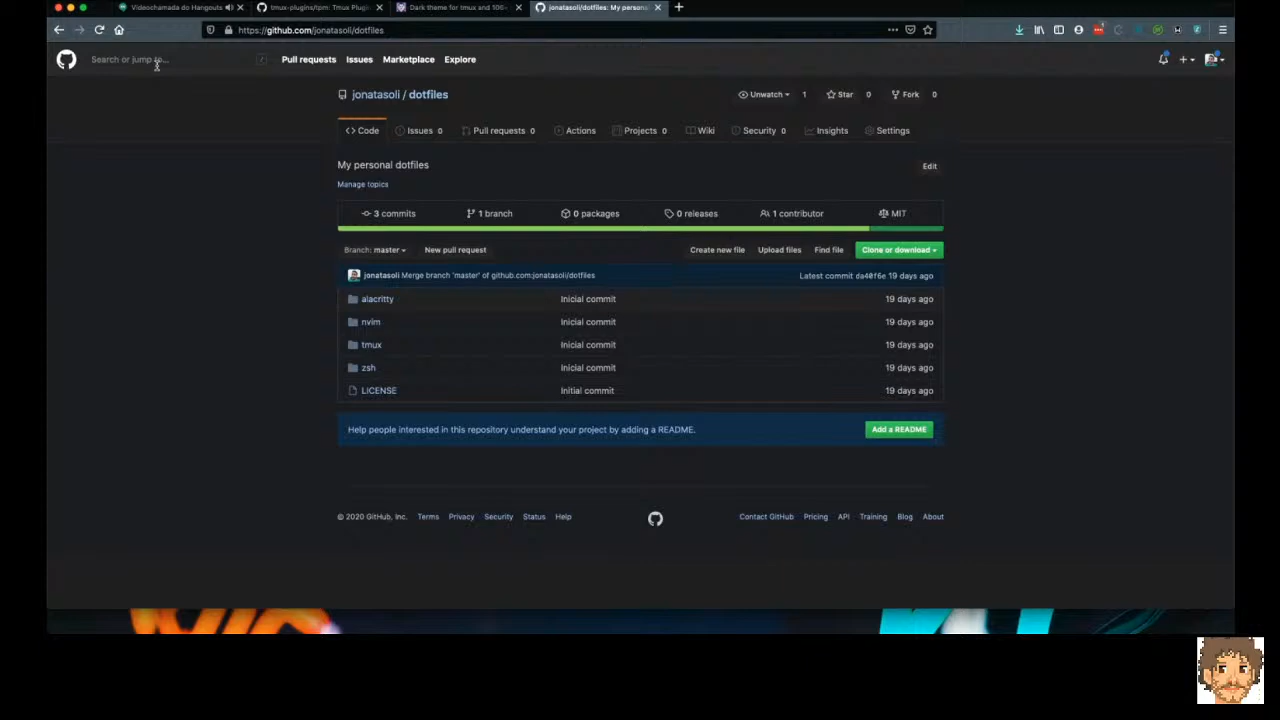 Videochamada do Hangouts
tmux-plugins/tpm: Tmux Plugi
Dark theme for tmux and 106
jonatasoli/dotfiles: My personal
https://github.com/jonatasoli/dotfiles
Search or jump to...
/
Pull requests
Issues
Marketplace
Explore
jonatasoli / dotfiles
Unwatch 1
Star 0
Fork 0
Code
Issues 0
Pull requests 0
Actions
Projects 0
Wiki
Security 0
Insights
Settings
My personal dotfiles
Edit
Manage topics
3 commits
1 branch
0 packages
0 releases
1 contributor
MIT
Branch: master
New pull request
Create new file
Upload files
Find file
Clone or download
jonatasoli Merge branch 'master' of github.com:jonatasoli/dotfiles
Latest commit da40f6e 19 days ago
alacritty Inicial commit 19 days ago
nvim Inicial commit 19 days ago
tmux Inicial commit 19 days ago
zsh Inicial commit 19 days ago
LICENSE Initial commit 19 days ago
Help people interested in this repository understand your project by adding a README.
Add a README
© 2020 GitHub, Inc.
Terms
Privacy
Security
Status
Help
Contact GitHub
Pricing
API
Training
Blog
About